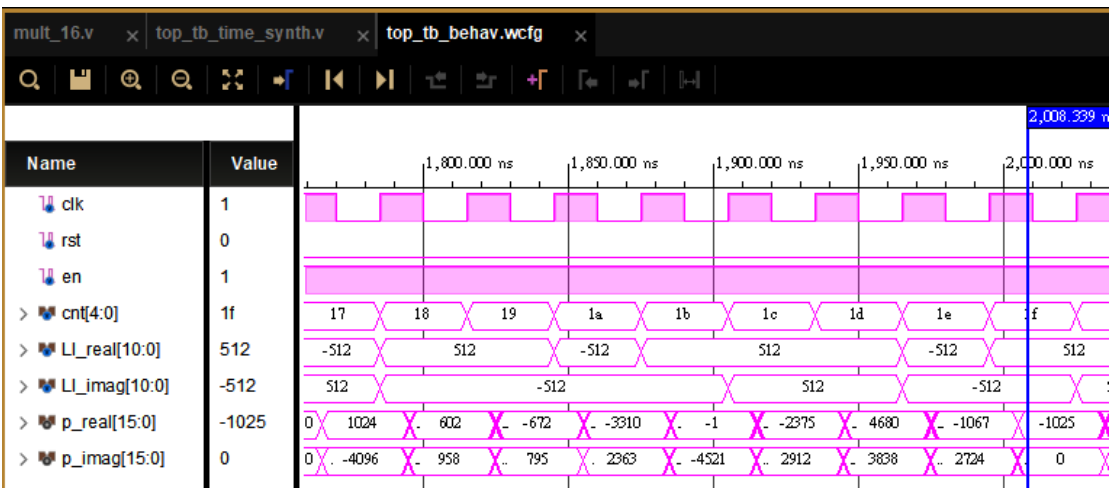 mult_16.v × top_tb_time_synth.v × top_tb_behav.wcfg ×
2,008.339 n
Name Value 1,800.000 ns 1,850.000 ns 1,900.000 ns 1,950.000 ns 2,000.000 ns
clk 1
rst 0
en 1
> cnt[4:0] 1f 17 18 19 1a 1b 1c 1d 1e 1f
> LI_real[10:0] 512 -512 512 -512 512 -512 512
> LI_imag[10:0] -512 512 -512 512 -512
> p_real[15:0] -1025 0 1024 602 -672 -3310 -1 -2375 4680 -1067 -1025
> p_imag[15:0] 0 0 -4096 958 795 2363 -4521 2912 3838 2724 0